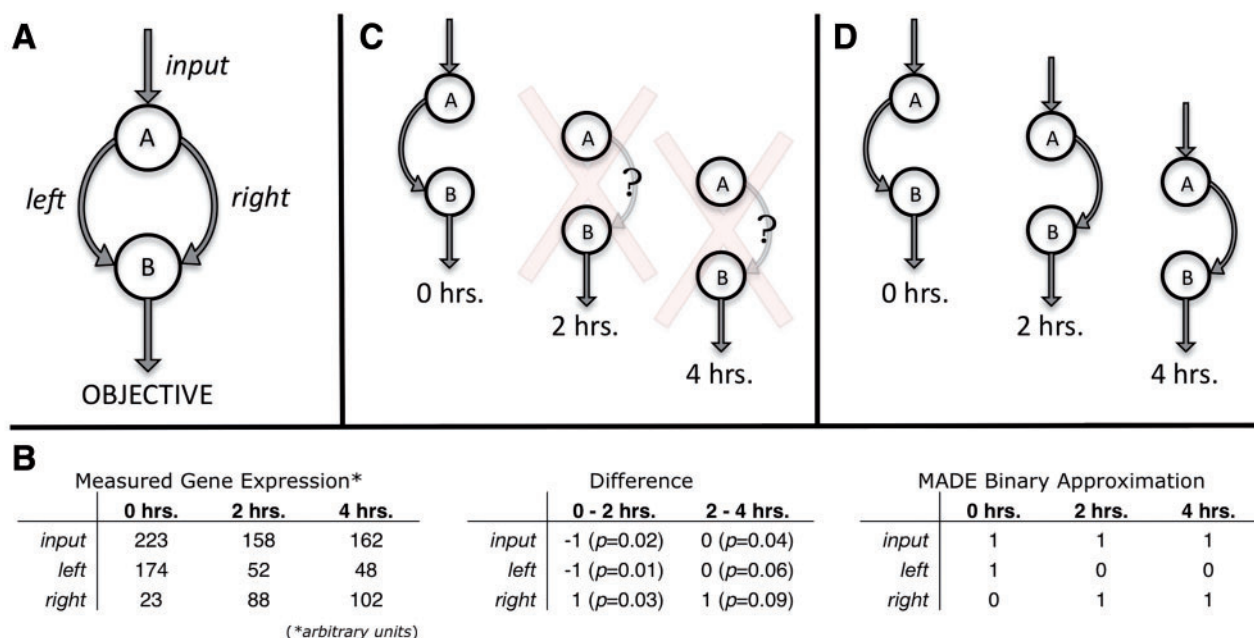 A
input
A
left
right
B
OBJECTIVE
C
A
B
0 hrs.
A
?
B
2 hrs.
A
?
B
4 hrs.
D
A
B
0 hrs.
A
B
2 hrs.
A
B
4 hrs.
B
Measured Gene Expression*
0 hrs. 2 hrs. 4 hrs.
input 223 158 162
left 174 52 48
right 23 88 102
(*arbitrary units)
Difference
0 - 2 hrs. 2 - 4 hrs.
input -1 (p=0.02) 0 (p=0.04)
left -1 (p=0.01) 0 (p=0.06)
right 1 (p=0.03) 1 (p=0.09)
MADE Binary Approximation
0 hrs. 2 hrs. 4 hrs.
input 1 1 1
left 1 0 0
right 0 1 1